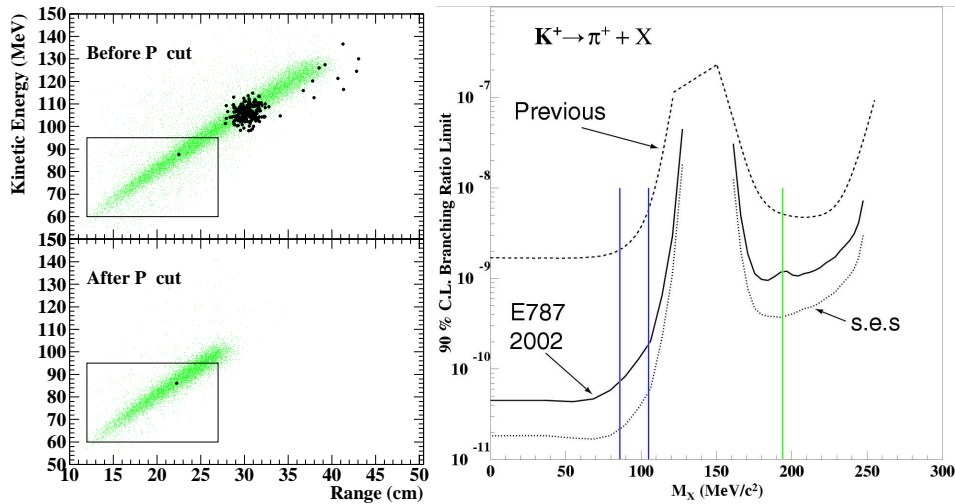 Kinetic Energy (MeV)
150
140
130
120
110
100
90
80
70
60
50
Before P cut
150
140
130
120
110
100
90
80
70
60
50
After P cut
10 15 20 25 30 35 40 45 50
Range (cm)
90 % C.L. Branching Ratio Limit
K⁺→π⁺ + X
10⁻⁷
10⁻⁸
10⁻⁹
10⁻¹⁰
10⁻¹¹
Previous
E787
2002
s.e.s
0 50 100 150 200 250 300
M_X (MeV/c²)